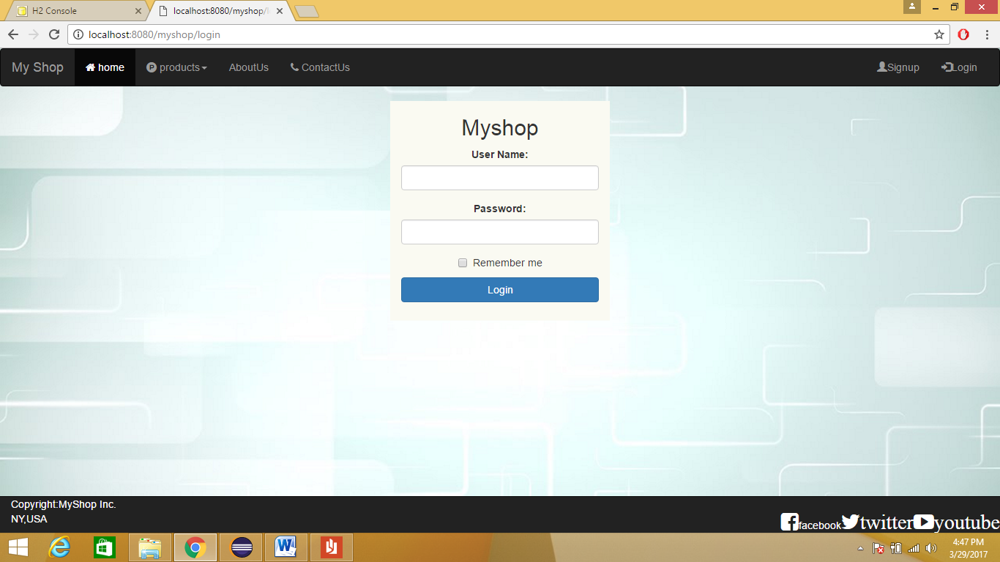 H2 Console
localhost:8080/myshop/l
localhost:8080/myshop/login
My Shop home products AboutUs ContactUs Signup Login
Myshop
User Name:
Password:
Remember me
Login
Copyright:MyShop Inc.
NY,USA
facebook twitter youtube
4:47 PM
3/29/2017